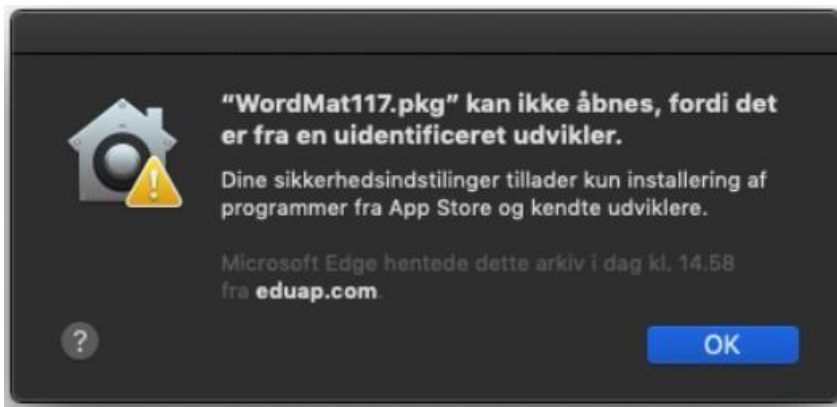 “WordMat117.pkg” kan ikke åbnes, fordi det
er fra en uidentificeret udvikler.
Dine sikkerhedsindstilinger tillader kun installering af
programmer fra App Store og kendte udviklere.
Microsoft Edge hentede dette arkiv i dag kl. 14.58
fra eduap.com.
?
OK